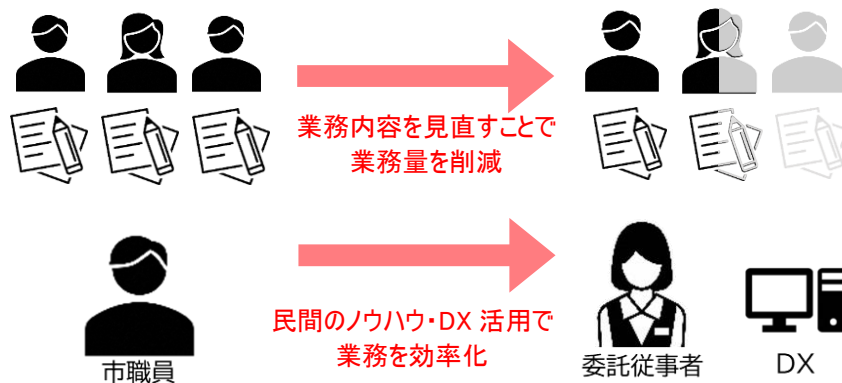 業務内容を見直すことで
業務量を削減
民間のノウハウ・DX 活用で
業務を効率化
市職員
委託従事者
DX